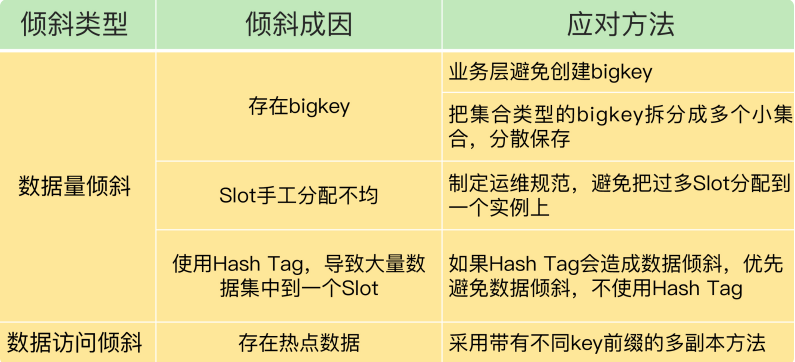 倾斜类型
倾斜成因
应对方法
数据量倾斜
存在bigkey
业务层避免创建bigkey
把集合类型的bigkey拆分成多个小集
合，分散保存
Slot手工分配不均
制定运维规范，避免把过多Slot分配到
一个实例上
使用Hash Tag，导致大量数
据集中到一个Slot
如果Hash Tag会造成数据倾斜，优先
避免数据倾斜，不使用Hash Tag
数据访问倾斜
存在热点数据
采用带有不同key前缀的多副本方法